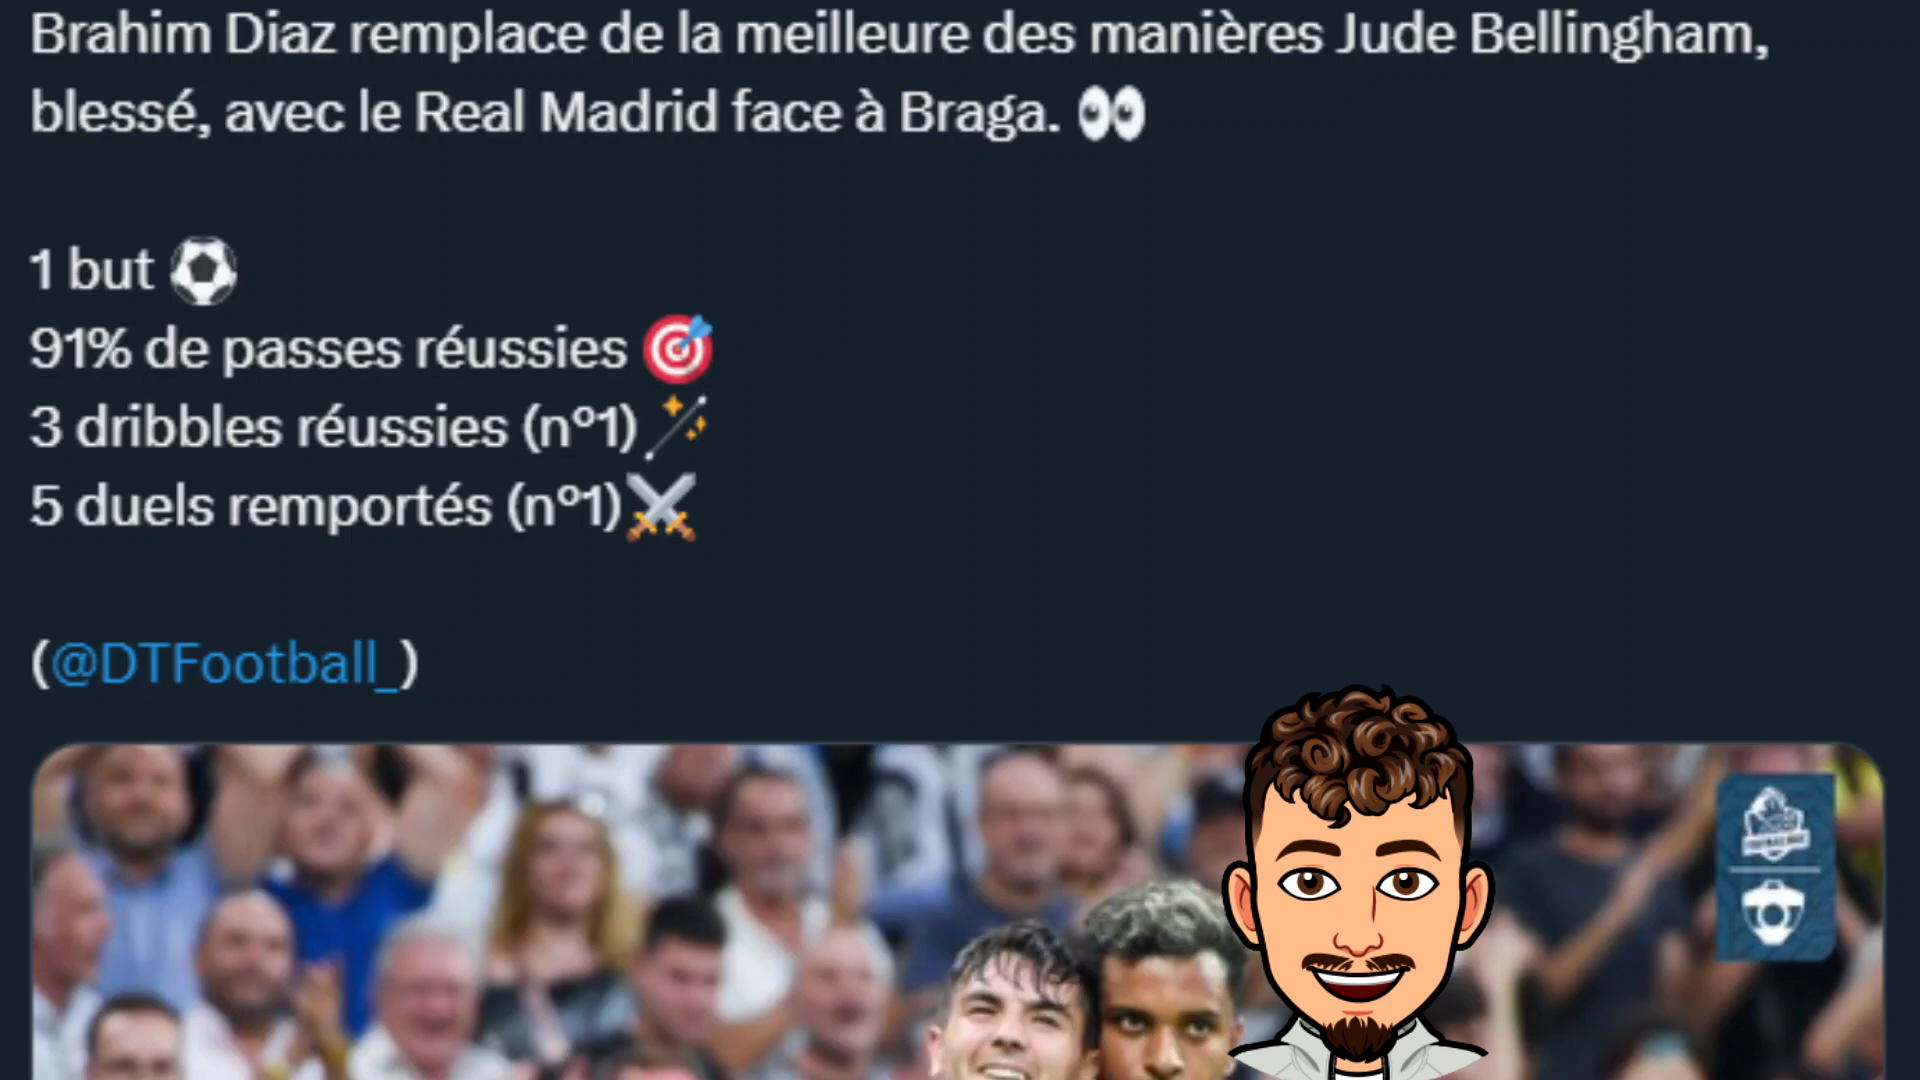 Brahim Diaz remplace de la meilleure des manières Jude Bellingham,
blessé, avec le Real Madrid face à Braga. 👀
1 but ⚽
91% de passes réussies 🎯
3 dribbles réussies (n°1)🪄
5 duels remportés (n°1)⚔️
(@DTFootball_)